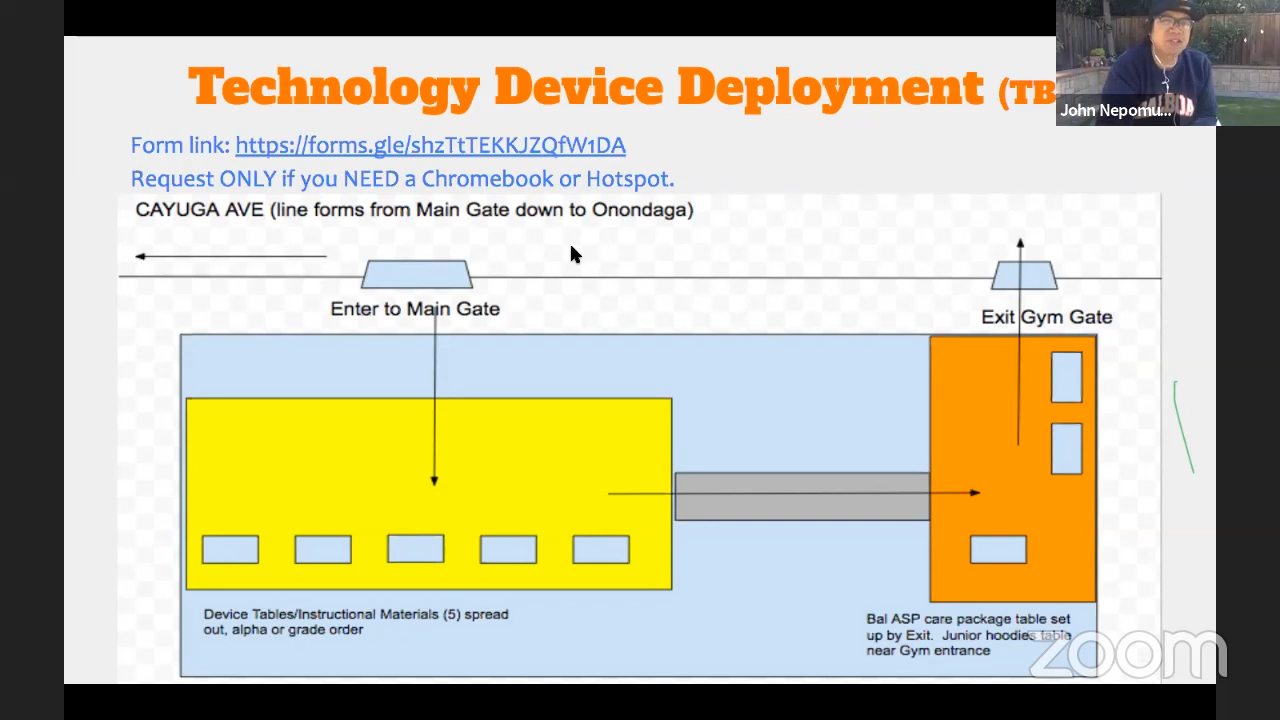 Technology Device Deployment (TB
Form link: https://forms.gle/shzTtTEKKJZQfW1DA
Request ONLY if you NEED a Chromebook or Hotspot.
CAYUGA AVE (line forms from Main Gate down to Onondaga)
Enter to Main Gate
Exit Gym Gate
Device Tables/Instructional Materials (5) spread
out, alpha or grade order
Bal ASP care package table set
up by Exit. Junior hoodies table
near Gym entrance
John Nepomu...
zoom